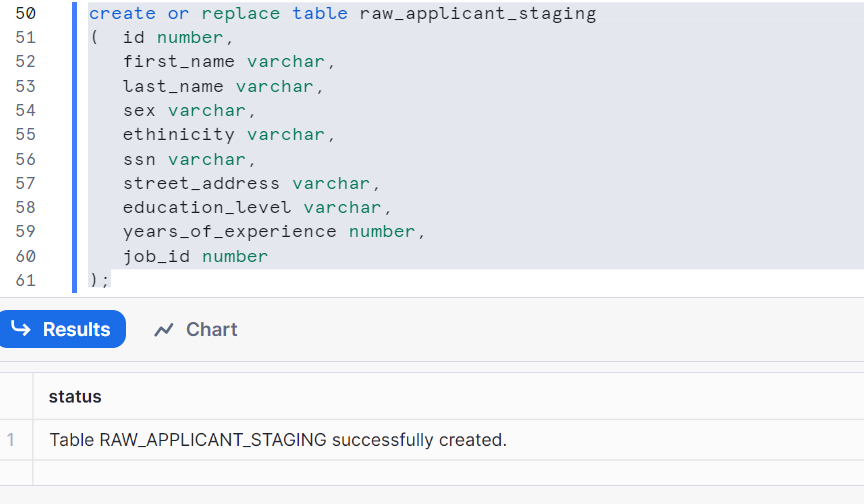 50 create or replace table raw_applicant_staging
51 ( id number,
52 first_name varchar,
53 last_name varchar,
54 sex varchar,
55 ethinicity varchar,
56 ssn varchar,
57 street_address varchar,
58 education_level varchar,
59 years_of_experience number,
60 job_id number
61 );
Results Chart
status
1 Table RAW_APPLICANT_STAGING successfully created.